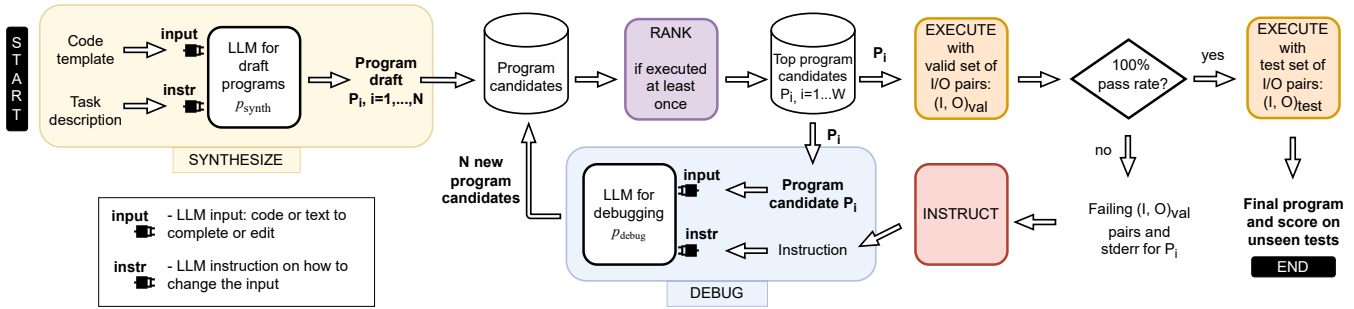 START
Code
template
Task
description
input
instr
LLM for
draft
programs
p_synth
Program
draft
P_i, i=1,...,N
SYNTHESIZE
Program
candidates
RANK
if executed
at least
once
Top program
candidates
P_i, i=1...W
P_i
EXECUTE
with
valid set of
I/O pairs:
(I, O)_val
100%
pass rate?
yes
EXECUTE
with
test set of
I/O pairs:
(I, O)_test
no
P_i
N new
program
candidates
LLM for
debugging
p_debug
input
Program
candidate P_i
instr
Instruction
DEBUG
INSTRUCT
Failing (I, O)_val
pairs and
stderr for P_i
Final program
and score on
unseen tests
END
input - LLM input: code or text to
complete or edit
instr - LLM instruction on how to
change the input